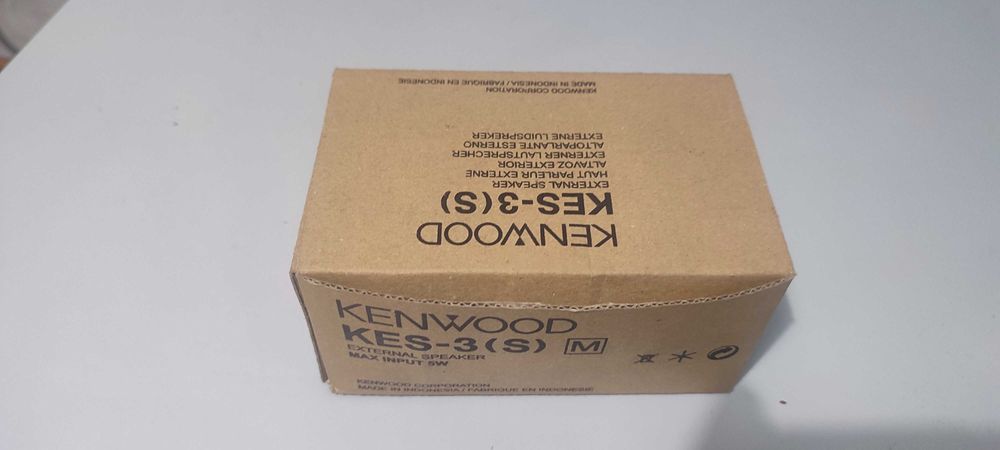 KENWOOD
KES-3(S)
EXTERNAL SPEAKER
HAUT PARLEUR EXTERNE
ALTAVOZ EXTERIOR
EXTERNER LAUTSPRECHER
ALTOPARLANTE ESTERNO
EXTERNE LUIDSPREKER
KENWOOD CORPORATION
MADE IN INDONESIA / FABRIQUE EN INDONESIE
KENWOOD
KES-3(S) M
EXTERNAL SPEAKER
MAX INPUT 5W
KENWOOD CORPORATION
MADE IN INDONESIA / FABRIQUE EN INDONESIE